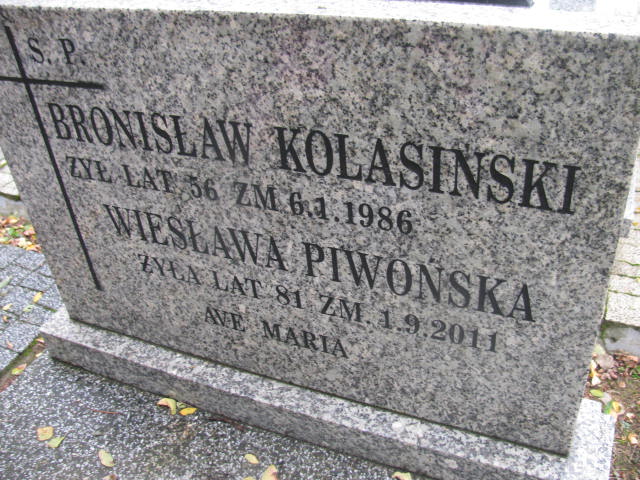 Ś. P.
BRONISŁAW KOLASIŃSKI
ŻYŁ LAT 56 ZM. 6.1.1986
WIESŁAWA PIWOŃSKA
ŻYŁA LAT 81 ZM. 1.9.2011
AVE MARIA